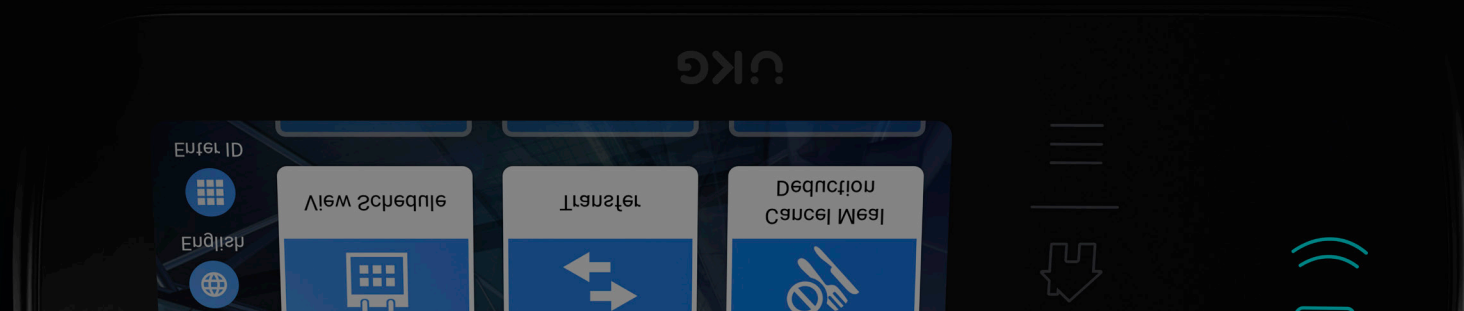 English
View Schedule
Transfer
Cancel Meal
Deduction
Enter ID
UKG